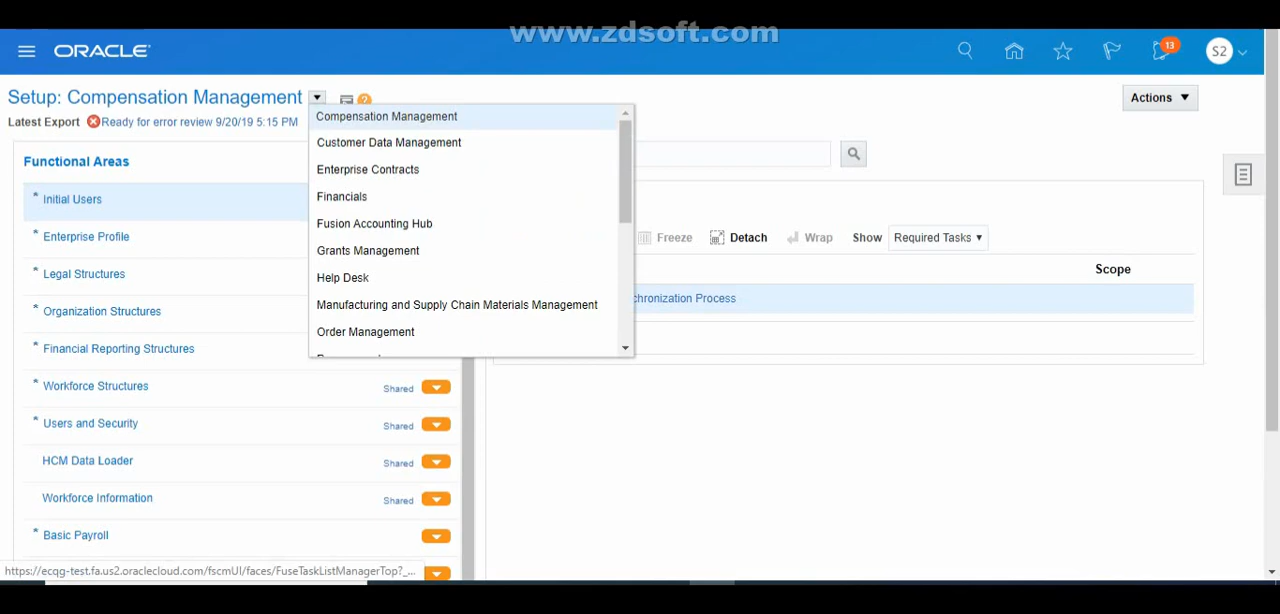 www.zdsoft.com
ORACLE
13
S2
Setup: Compensation Management
Actions
Latest Export Ready for error review 9/20/19 5:15 PM
Compensation Management
Customer Data Management
Enterprise Contracts
Financials
Fusion Accounting Hub
Grants Management
Help Desk
Manufacturing and Supply Chain Materials Management
Order Management
Functional Areas
* Initial Users
* Enterprise Profile
* Legal Structures
* Organization Structures
* Financial Reporting Structures
* Workforce Structures Shared
* Users and Security Shared
HCM Data Loader Shared
Workforce Information Shared
* Basic Payroll
Freeze Detach Wrap Show Required Tasks
Scope
chronization Process
https://ecqg-test.fa.us2.oraclecloud.com/fscmUI/faces/FuseTaskListManagerTop?_...